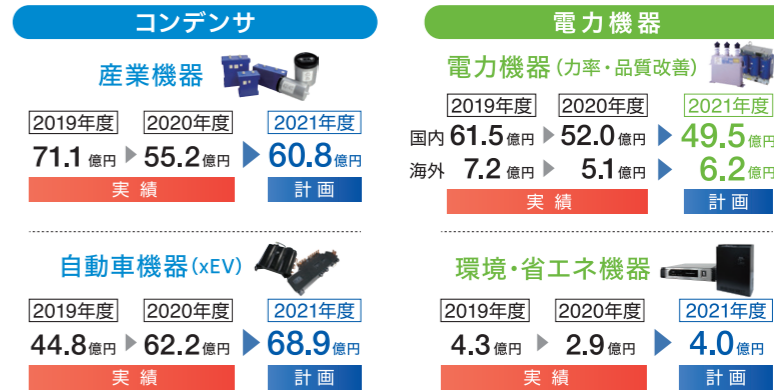 コンデンサ
産業機器
2019年度 2020年度 2021年度
71.1億円 55.2億円 60.8億円
実 績 計 画
自動車機器(xEV)
2019年度 2020年度 2021年度
44.8億円 62.2億円 68.9億円
実 績 計 画
電力機器
電力機器(力率・品質改善)
2019年度 2020年度 2021年度
国内 61.5億円 52.0億円 49.5億円
海外 7.2億円 5.1億円 6.2億円
実 績 計 画
環境・省エネ機器
2019年度 2020年度 2021年度
4.3億円 2.9億円 4.0億円
実 績 計 画